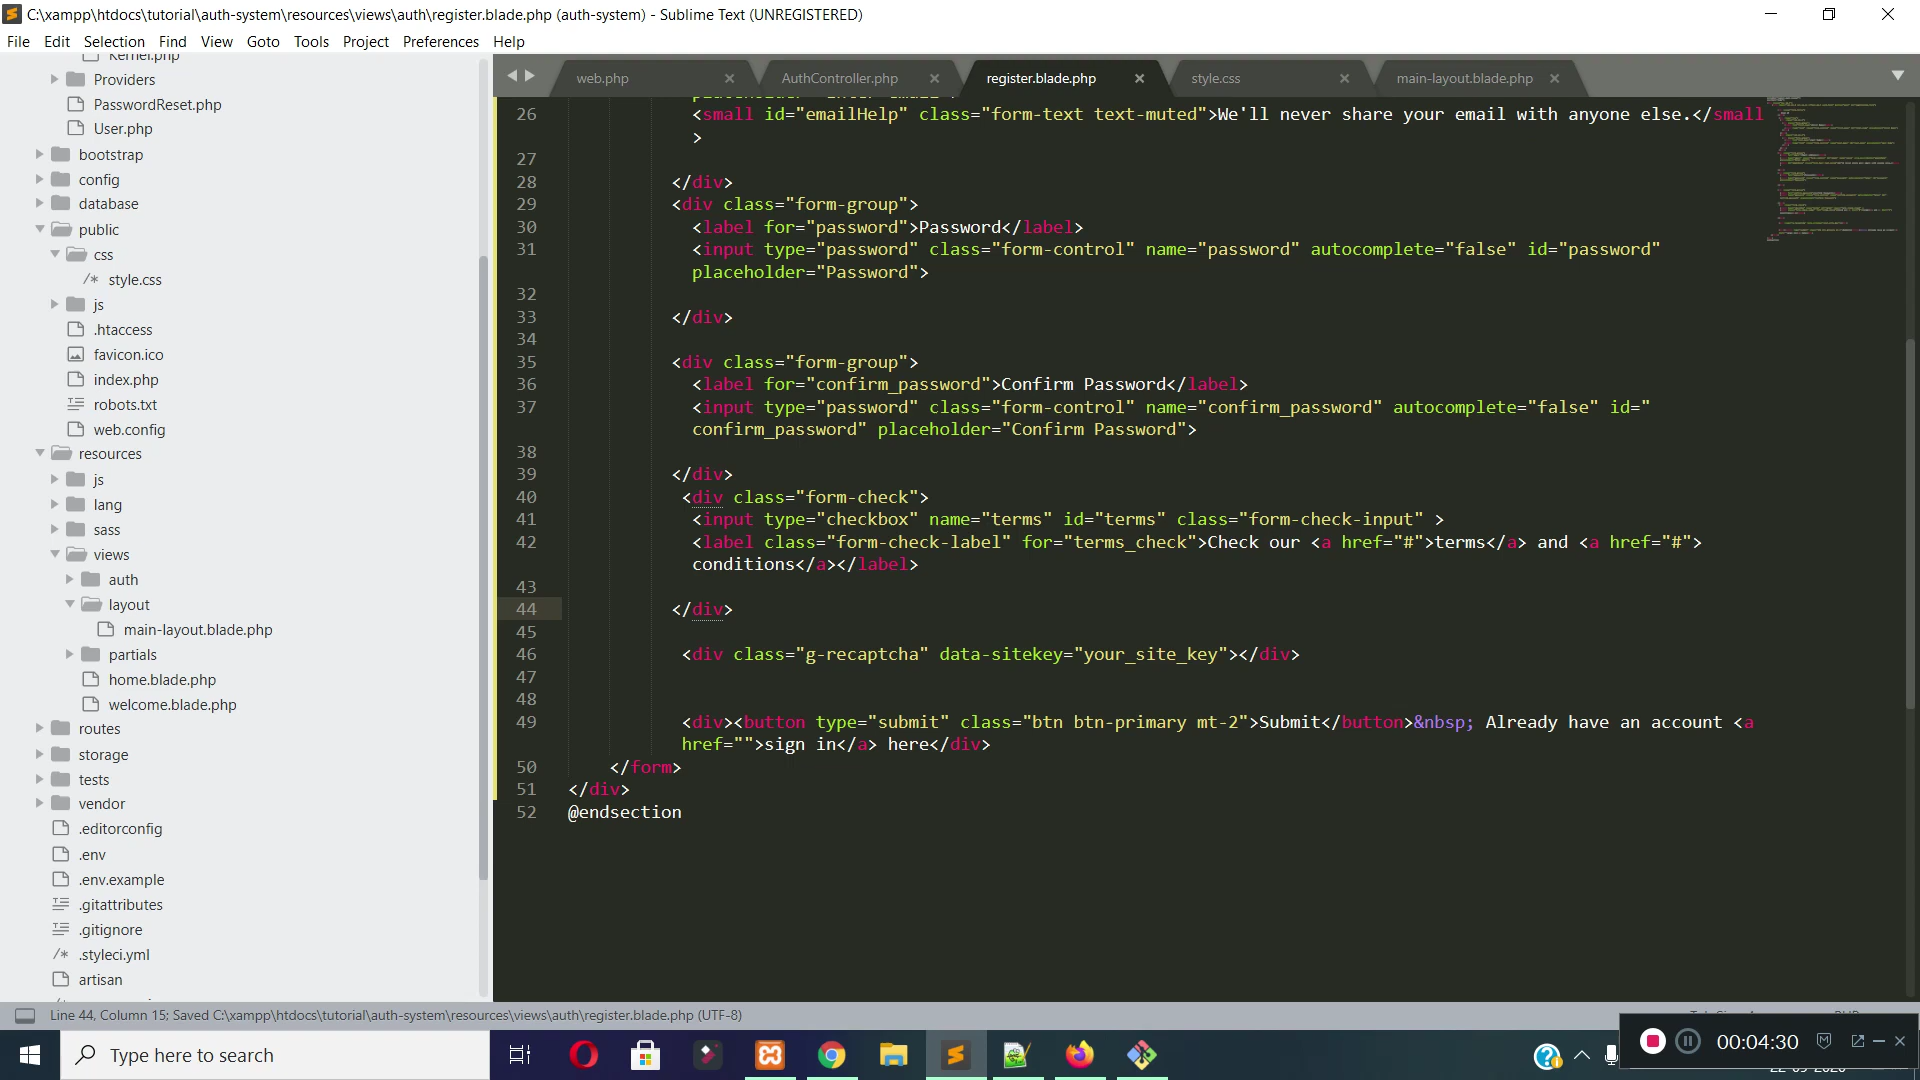 C:\xampp\htdocs\tutorial\auth-system\resources\views\auth\register.blade.php (auth-system) - Sublime Text (UNREGISTERED)
File Edit Selection Find View Goto Tools Project Preferences Help
Kernel.php
Providers
PasswordReset.php
User.php
bootstrap
config
database
public
css
/* style.css
js
.htaccess
favicon.ico
index.php
robots.txt
web.config
resources
js
lang
sass
views
auth
layout
main-layout.blade.php
partials
home.blade.php
welcome.blade.php
routes
storage
tests
vendor
.editorconfig
.env
.env.example
.gitattributes
.gitignore
/* .styleci.yml
artisan
web.php AuthController.php register.blade.php style.css main-layout.blade.php
26 <small id="emailHelp" class="form-text text-muted">We'll never share your email with anyone else.</small
>
27
28 </div>
29 <div class="form-group">
30 <label for="password">Password</label>
31 <input type="password" class="form-control" name="password" autocomplete="false" id="password"
placeholder="Password">
32
33 </div>
34
35 <div class="form-group">
36 <label for="confirm_password">Confirm Password</label>
37 <input type="password" class="form-control" name="confirm_password" autocomplete="false" id="
confirm_password" placeholder="Confirm Password">
38
39 </div>
40 <div class="form-check">
41 <input type="checkbox" name="terms" id="terms" class="form-check-input" >
42 <label class="form-check-label" for="terms_check">Check our <a href="#">terms</a> and <a href="#">
conditions</a></label>
43
44 </div>
45
46 <div class="g-recaptcha" data-sitekey="your_site_key"></div>
47
48
49 <div><button type="submit" class="btn btn-primary mt-2">Submit</button>&nbsp; Already have an account <a
href="">sign in</a> here</div>
50 </form>
51 </div>
52 @endsection
Line 44, Column 15; Saved C:\xampp\htdocs\tutorial\auth-system\resources\views\auth\register.blade.php (UTF-8)
Type here to search
00:04:30